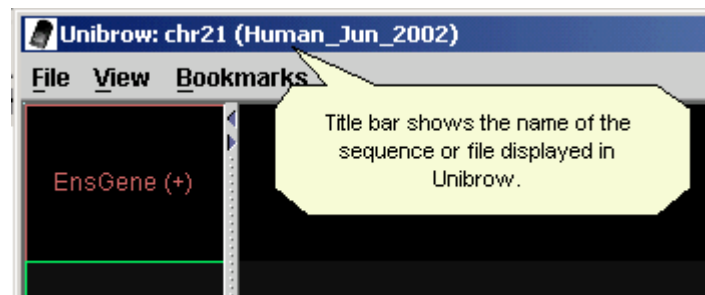 Unibrow: chr21 (Human_Jun_2002)
File View Bookmarks
Title bar shows the name of the
sequence or file displayed in
Unibrow.
EnsGene (+)